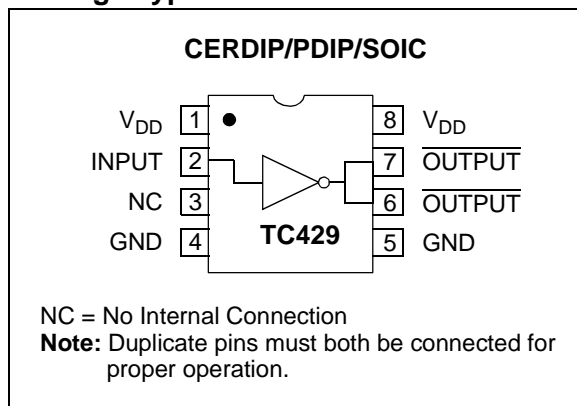 CERDIP/PDIP/SOIC
V_DD 1 8 V_DD
INPUT 2 7 OUTPUT
NC 3 6 OUTPUT
GND 4 TC429 5 GND
NC = No Internal Connection
Note: Duplicate pins must both be connected for
proper operation.